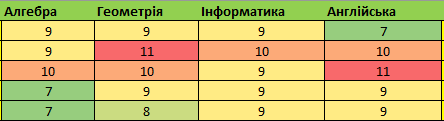 Алгебра Геометрія Інформатика Англійська
9 9 9 7
9 11 10 10
10 10 9 11
7 9 9 9
7 8 9 9